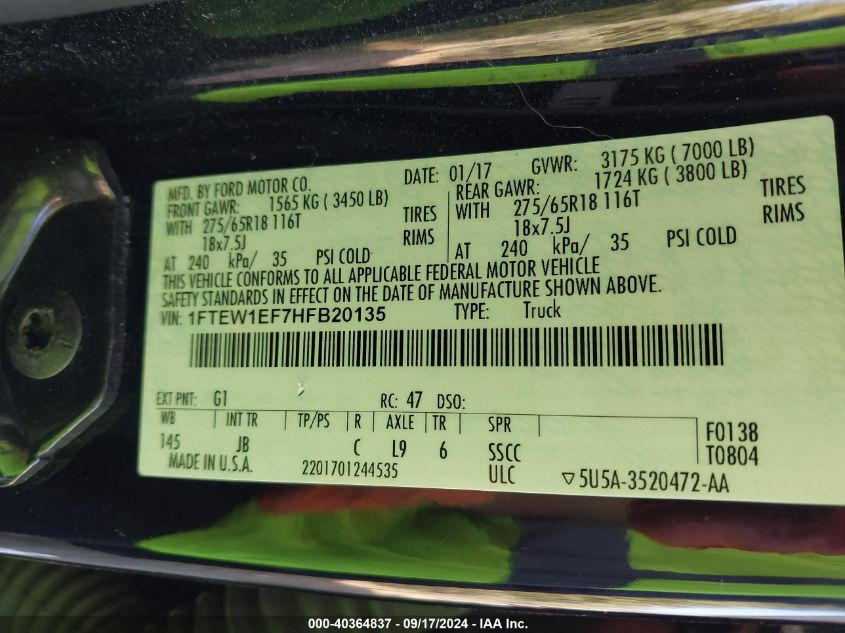 MFD. BY FORD MOTOR CO. DATE: 01/17 GVWR: 3175 KG ( 7000 LB)
FRONT GAWR: 1565 KG ( 3450 LB) REAR GAWR: 1724 KG ( 3800 LB)
WITH 275/65R18 116T TIRES WITH 275/65R18 116T TIRES
18x7.5J RIMS 18x7.5J RIMS
AT 240 kPa/ 35 PSI COLD AT 240 kPa/ 35 PSI COLD
THIS VEHICLE CONFORMS TO ALL APPLICABLE FEDERAL MOTOR VEHICLE
SAFETY STANDARDS IN EFFECT ON THE DATE OF MANUFACTURE SHOWN ABOVE.
VIN: 1FTEW1EF7HFB20135 TYPE: Truck
EXT PNT: G1 RC: 47 DSO:
WB INT TR TP/PS R AXLE TR SPR
145 JB C L9 6 SSCC F0138
MADE IN U.S.A. 2201701244535 ULC T0804
▽5U5A-3520472-AA
000-40364837 - 09/17/2024 - IAA Inc.